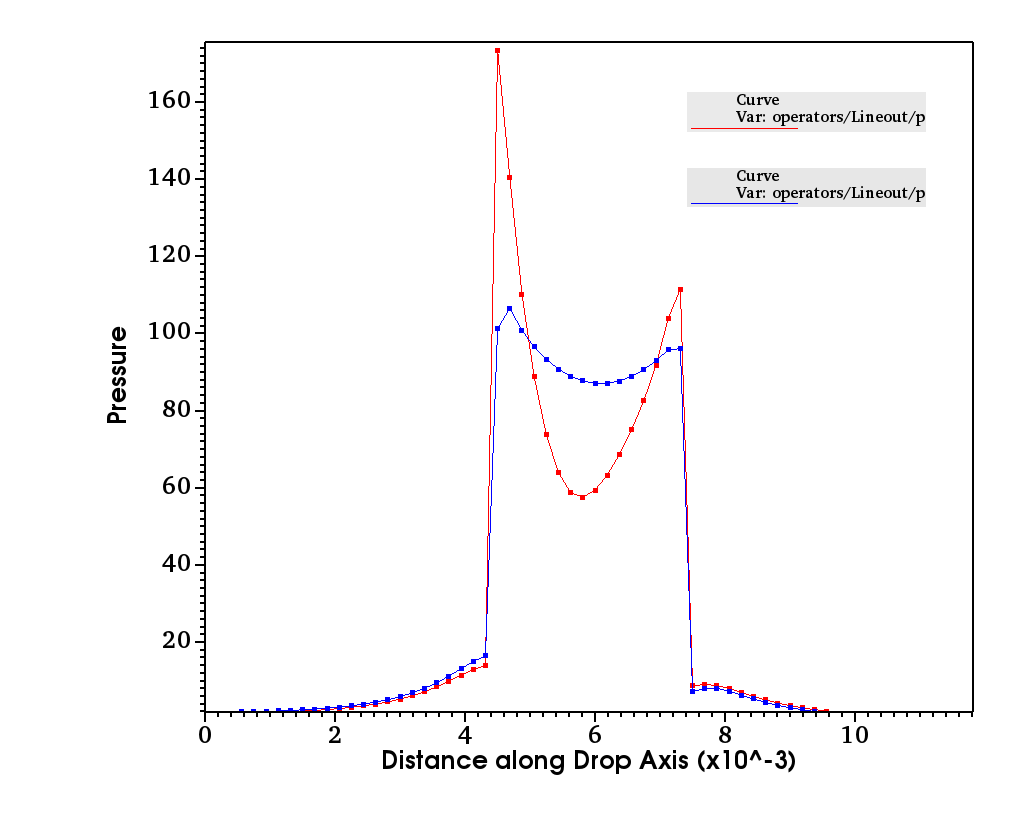 160
140
120
100
80
60
40
20
Pressure
Curve
Var: operators/Lineout/p
Curve
Var: operators/Lineout/p
0 2 4 6 8 10
Distance along Drop Axis (x10^-3)